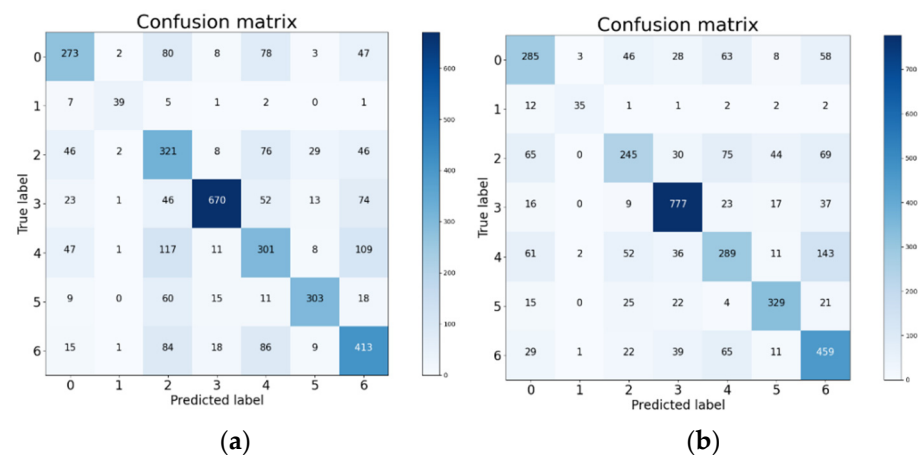 Confusion matrix
0 273 2 80 8 78 3 47
1 7 39 5 1 2 0 1
2 46 2 321 8 76 29 46
3 23 1 46 670 52 13 74
4 47 1 117 11 301 8 109
5 9 0 60 15 11 303 18
6 15 1 84 18 86 9 413
0 1 2 3 4 5 6
True label
Predicted label
600
500
400
300
200
100
0
(a)
Confusion matrix
0 285 3 46 28 63 8 58
1 12 35 1 1 2 2 2
2 65 0 245 30 75 44 69
3 16 0 9 777 23 17 37
4 61 2 52 36 289 11 143
5 15 0 25 22 4 329 21
6 29 1 22 39 65 11 459
0 1 2 3 4 5 6
True label
Predicted label
700
600
500
400
300
200
100
0
(b)